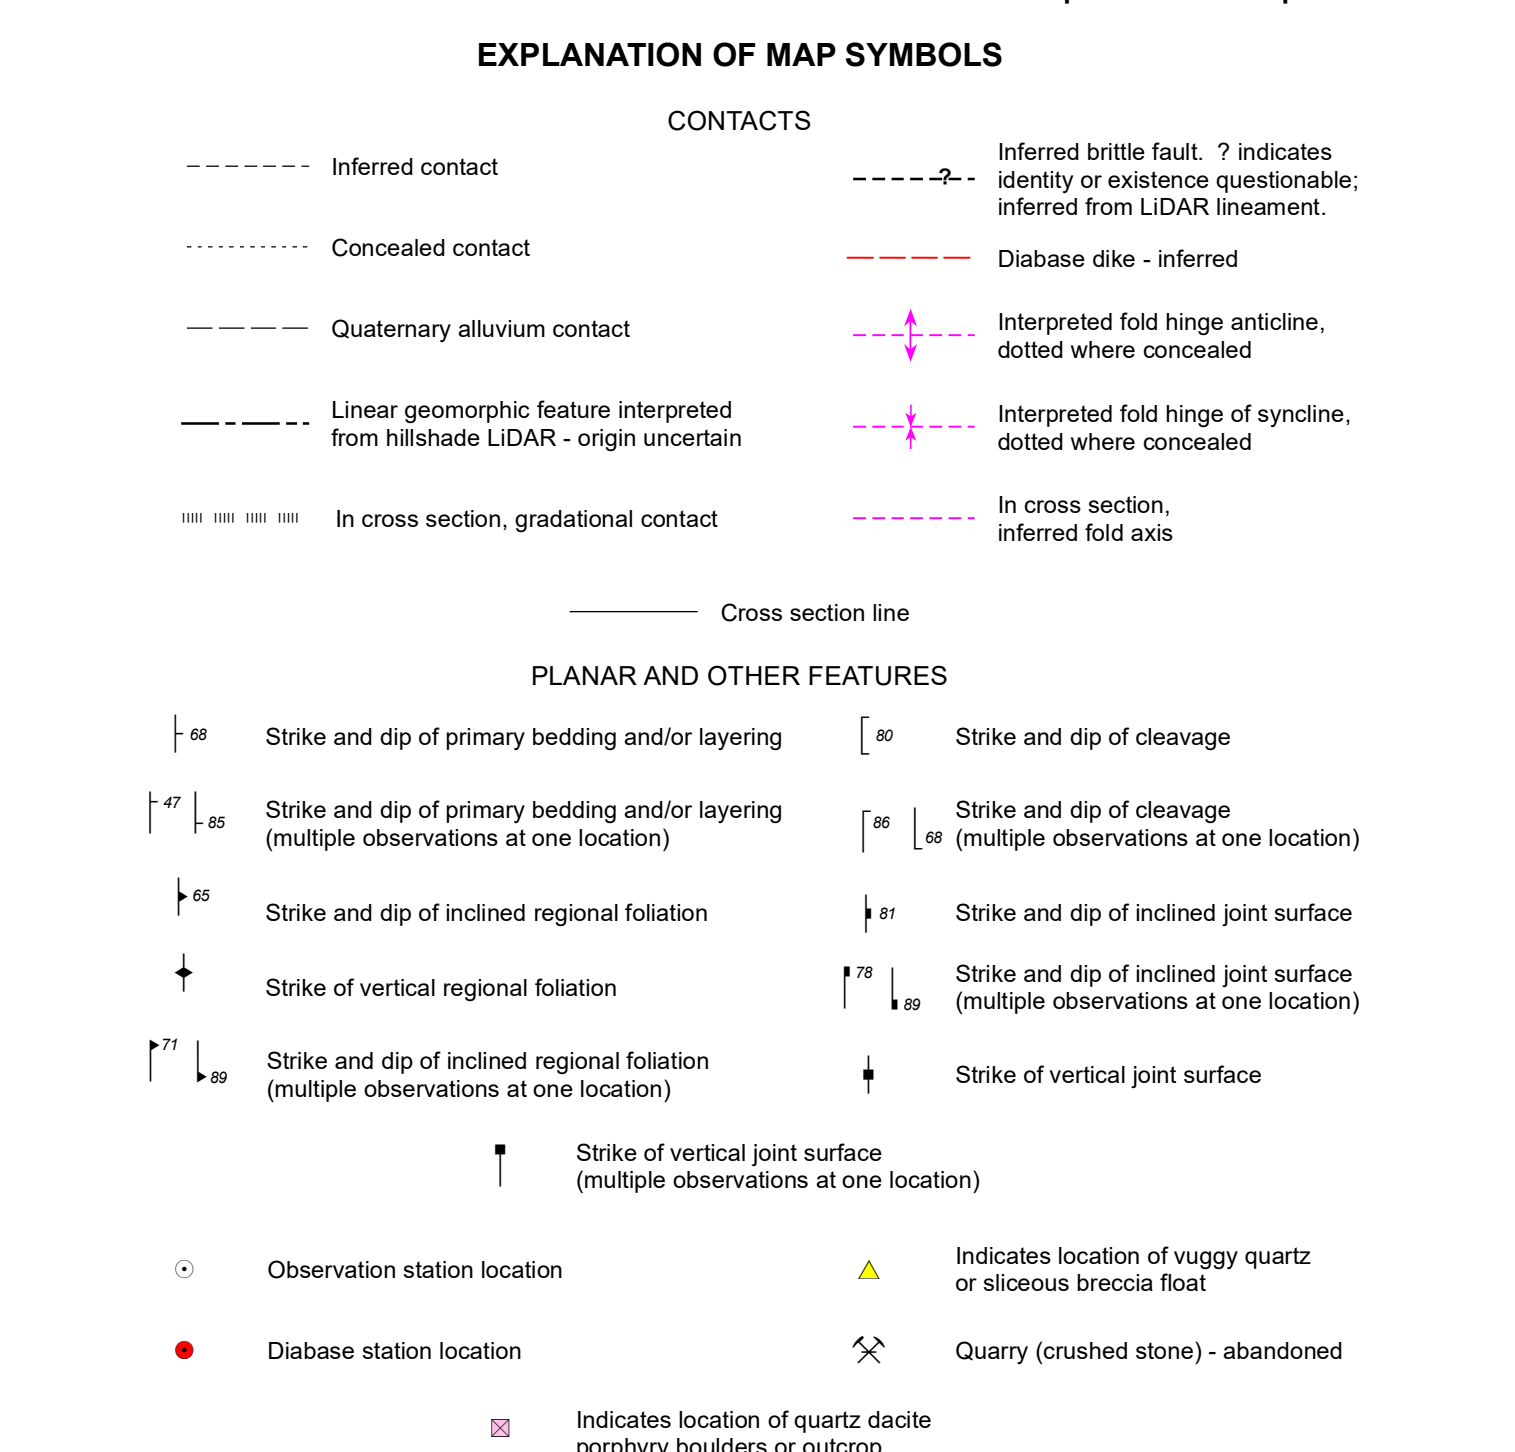 EXPLANATION OF MAP SYMBOLS
CONTACTS
Inferred contact
Concealed contact
Quaternary alluvium contact
Linear geomorphic feature interpreted
from hillshade LiDAR - origin uncertain
In cross section, gradational contact
?
Inferred brittle fault.  ? indicates
identity or existence questionable;
inferred from LiDAR lineament.
Diabase dike - inferred
Interpreted fold hinge anticline,
dotted where concealed
Interpreted fold hinge of syncline,
dotted where concealed
In cross section,
inferred fold axis
Cross section line
PLANAR AND OTHER FEATURES
68 Strike and dip of primary bedding and/or layering
47 85 Strike and dip of primary bedding and/or layering
(multiple observations at one location)
65 Strike and dip of inclined regional foliation
Strike of vertical regional foliation
71 89 Strike and dip of inclined regional foliation
(multiple observations at one location)
80 Strike and dip of cleavage
86 68 Strike and dip of cleavage
(multiple observations at one location)
81 Strike and dip of inclined joint surface
78 89 Strike and dip of inclined joint surface
(multiple observations at one location)
Strike of vertical joint surface
Strike of vertical joint surface
(multiple observations at one location)
Observation station location
Diabase station location
Indicates location of vuggy quartz
or sliceous breccia float
Quarry (crushed stone) - abandoned
Indicates location of quartz dacite
porphyry boulders or outcrop